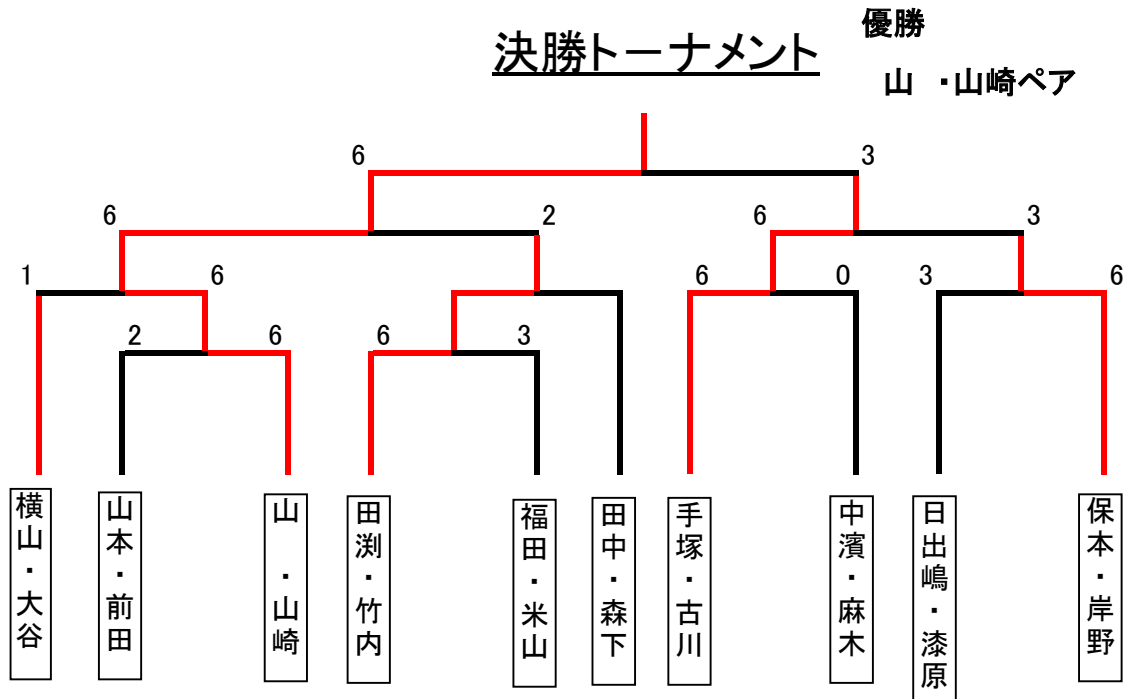 優勝
決勝トーナメント
山　・山崎ペア
6
3
6
2
6
3
1
6
6
0
3
6
2
6
6
3
横山・大谷
山本・前田
山　・山崎
田渕・竹内
福田・米山
田中・森下
手塚・古川
中濱・麻木
日出嶋・漆原
保本・岸野